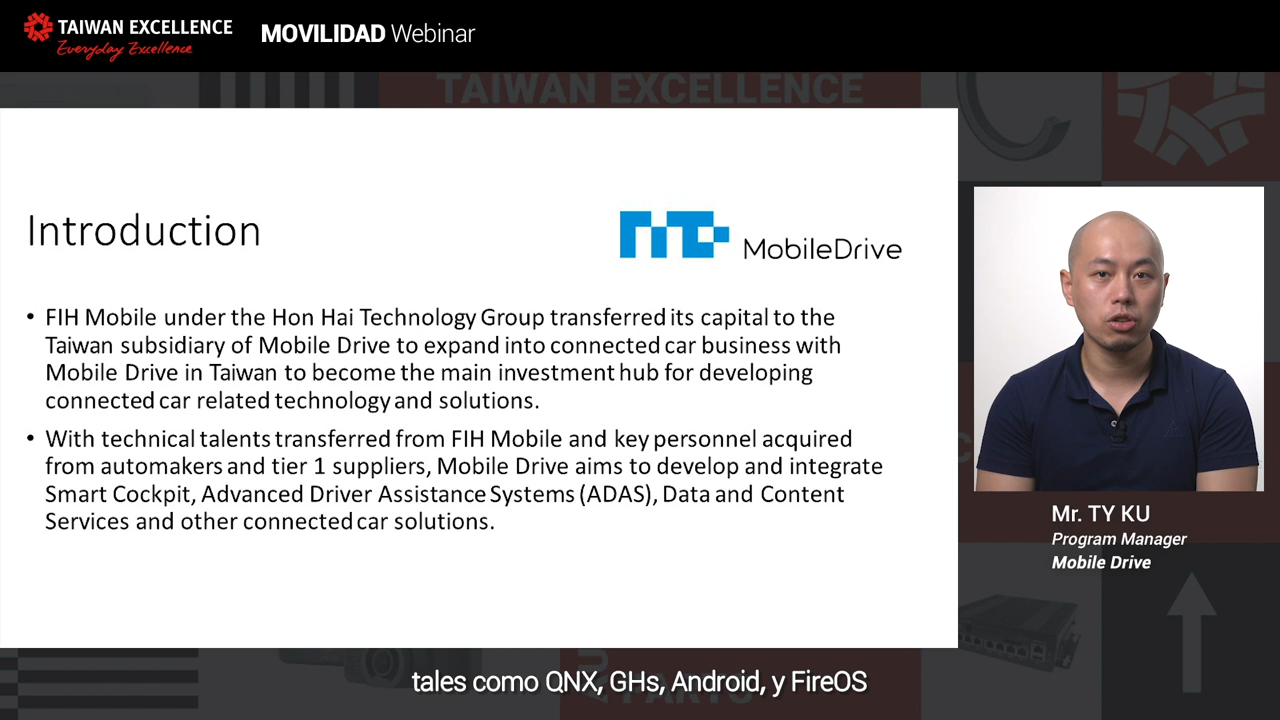 TAIWAN EXCELLENCE
Everyday Excellence
MOVILIDAD Webinar
TAIWAN EXCELLENCE
Introduction
MobileDrive
• FIH Mobile under the Hon Hai Technology Group transferred its capital to the
Taiwan subsidiary of Mobile Drive to expand into connected car business with
Mobile Drive in Taiwan to become the main investment hub for developing
connected car related technology and solutions.
• With technical talents transferred from FIH Mobile and key personnel acquired
from automakers and tier 1 suppliers, Mobile Drive aims to develop and integrate
Smart Cockpit, Advanced Driver Assistance Systems (ADAS), Data and Content
Services and other connected car solutions.
Mr. TY KU
Program Manager
Mobile Drive
tales como QNX, GHs, Android, y FireOS